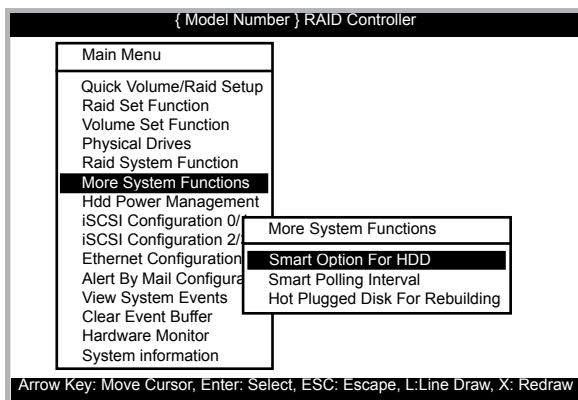 { Model Number } RAID Controller
Main Menu
Quick Volume/Raid Setup
Raid Set Function
Volume Set Function
Physical Drives
Raid System Function
More System Functions
Hdd Power Management
iSCSI Configuration 0/
iSCSI Configuration 2/
Ethernet Configuration
Alert By Mail Configura
View System Events
Clear Event Buffer
Hardware Monitor
System information
More System Functions
Smart Option For HDD
Smart Polling Interval
Hot Plugged Disk For Rebuilding
Arrow Key: Move Cursor, Enter: Select, ESC: Escape, L:Line Draw, X: Redraw